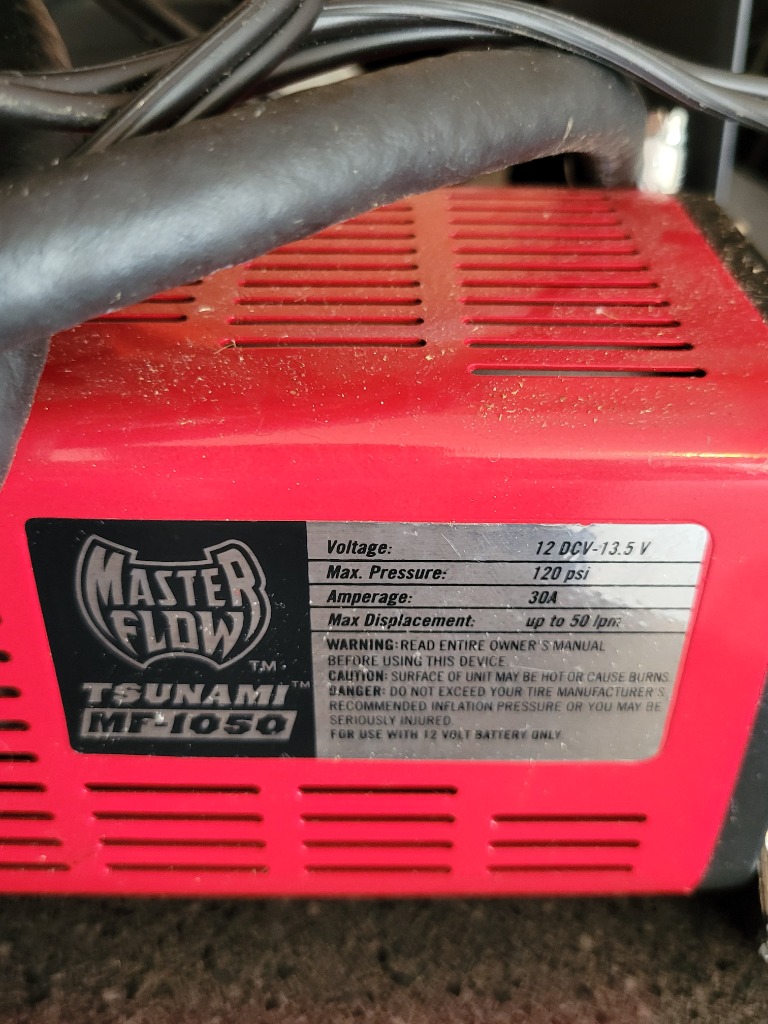 MASTER
FLOW
TM
TSUNAMI TM
MF-1050
Voltage: 12 DCV-13.5 V
Max. Pressure: 120 psi
Amperage: 30A
Max Displacement: up to 50 lpm
WARNING: READ ENTIRE OWNER'S MANUAL
BEFORE USING THIS DEVICE.
CAUTION: SURFACE OF UNIT MAY BE HOT OR CAUSE BURNS.
DANGER: DO NOT EXCEED YOUR TIRE MANUFACTURER'S
RECOMMENDED INFLATION PRESSURE OR YOU MAY BE
SERIOUSLY INJURED.
FOR USE WITH 12 VOLT BATTERY ONLY.